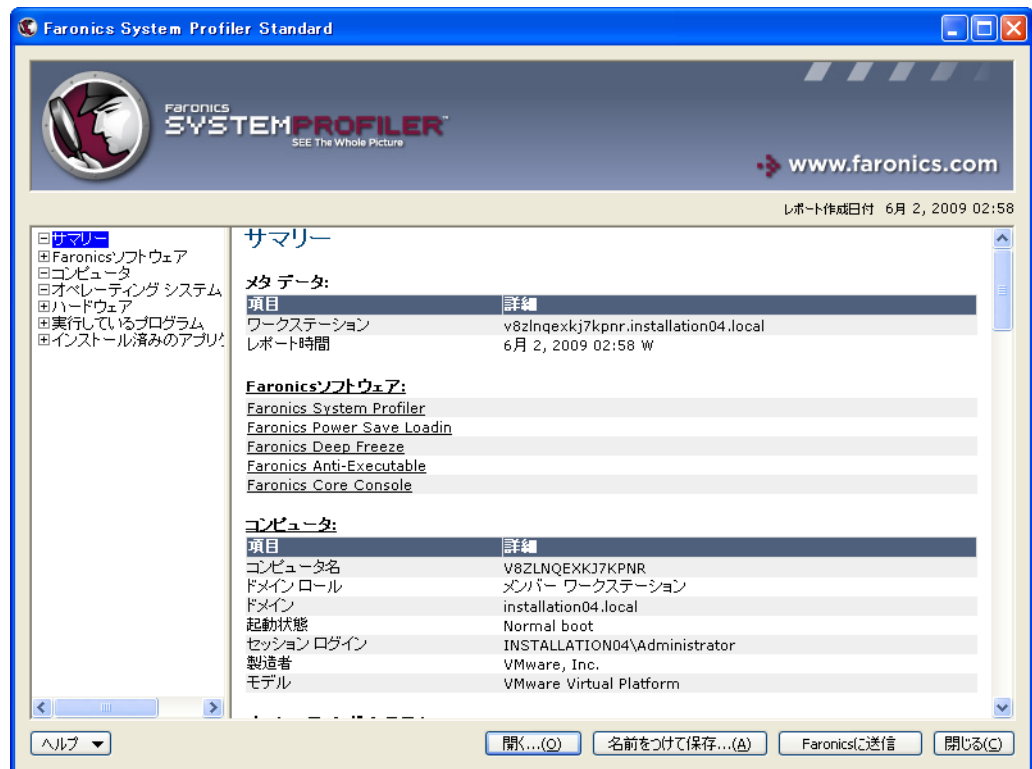 Faronics System Profiler Standard
Faronics
SYSTEMPROFILER™
SEE The Whole Picture
www.faronics.com
レポート作成日付 6月 2, 2009 02:58
サマリー
Faronicsソフトウェア
コンピュータ
オペレーティング システム
ハードウェア
実行しているプログラム
インストール済みのアプリケ
サマリー
メタ データ:
項目 詳細
ワークステーション v8zlnqexkj7kpnr.installation04.local
レポート時間 6月 2, 2009 02:58 W
Faronicsソフトウェア:
Faronics System Profiler
Faronics Power Save Loadin
Faronics Deep Freeze
Faronics Anti-Executable
Faronics Core Console
コンピュータ:
項目 詳細
コンピュータ名 V8ZLNQEXKJ7KPNR
ドメイン ロール メンバー ワークステーション
ドメイン installation04.local
起動状態 Normal boot
セッション ログイン INSTALLATION04\Administrator
製造者 VMware, Inc.
モデル VMware Virtual Platform
ヘルプ
開く...(O)
名前をつけて保存...(A)
Faronicsに送信
閉じる(C)